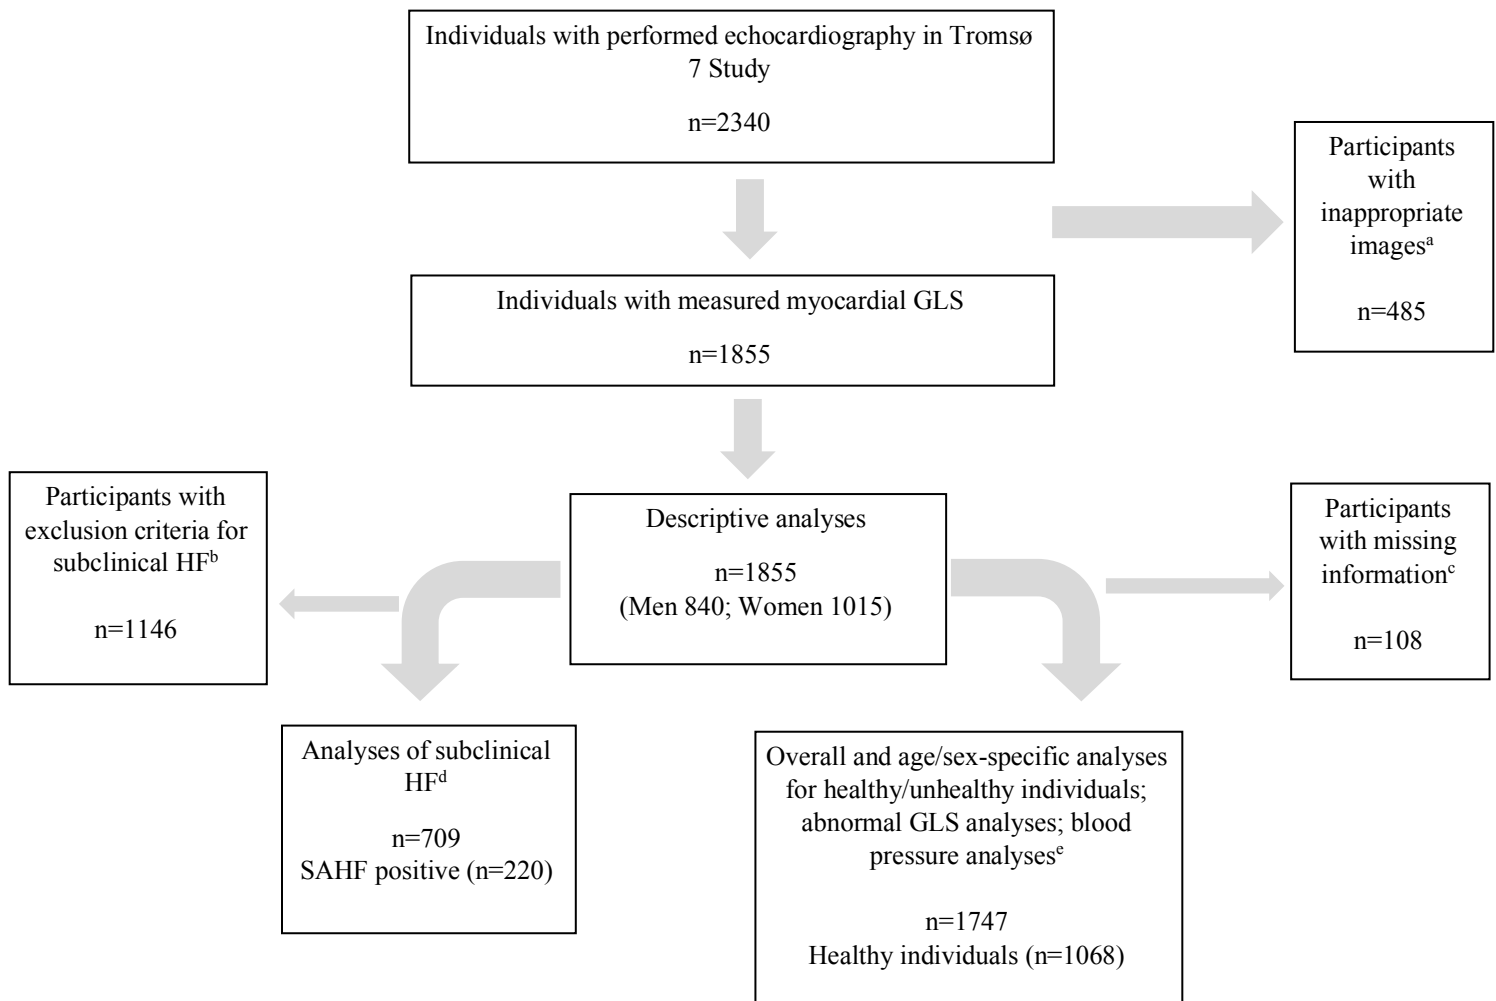 Individuals with performed echocardiography in Tromsø
7 Study
n=2340
Participants
with
inappropriate
imagesᵃ
n=485
Individuals with measured myocardial GLS
n=1855
Participants with
exclusion criteria for
subclinical HFᵇ
n=1146
Descriptive analyses
n=1855
(Men 840; Women 1015)
Participants
with missing
informationᶜ
n=108
Analyses of subclinical
HFᵈ
n=709
SAHF positive (n=220)
Overall and age/sex-specific analyses
for healthy/unhealthy individuals;
abnormal GLS analyses; blood
pressure analysesᵉ
n=1747
Healthy individuals (n=1068)